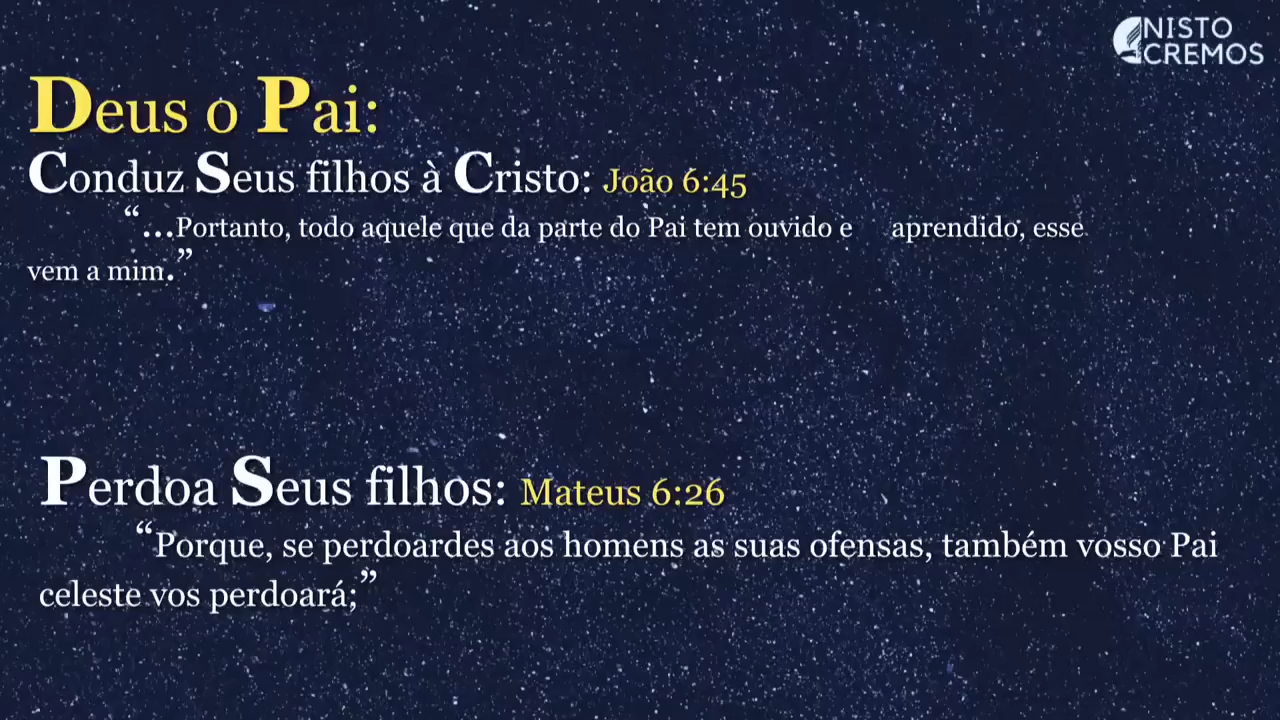 NISTO
CREMOS
Deus o Pai:
Conduz Seus filhos à Cristo: João 6:45
“...Portanto, todo aquele que da parte do Pai tem ouvido e aprendido, esse
vem a mim.”
Perdoa Seus filhos: Mateus 6:26
“Porque, se perdoardes aos homens as suas ofensas, também vosso Pai
celeste vos perdoará;”